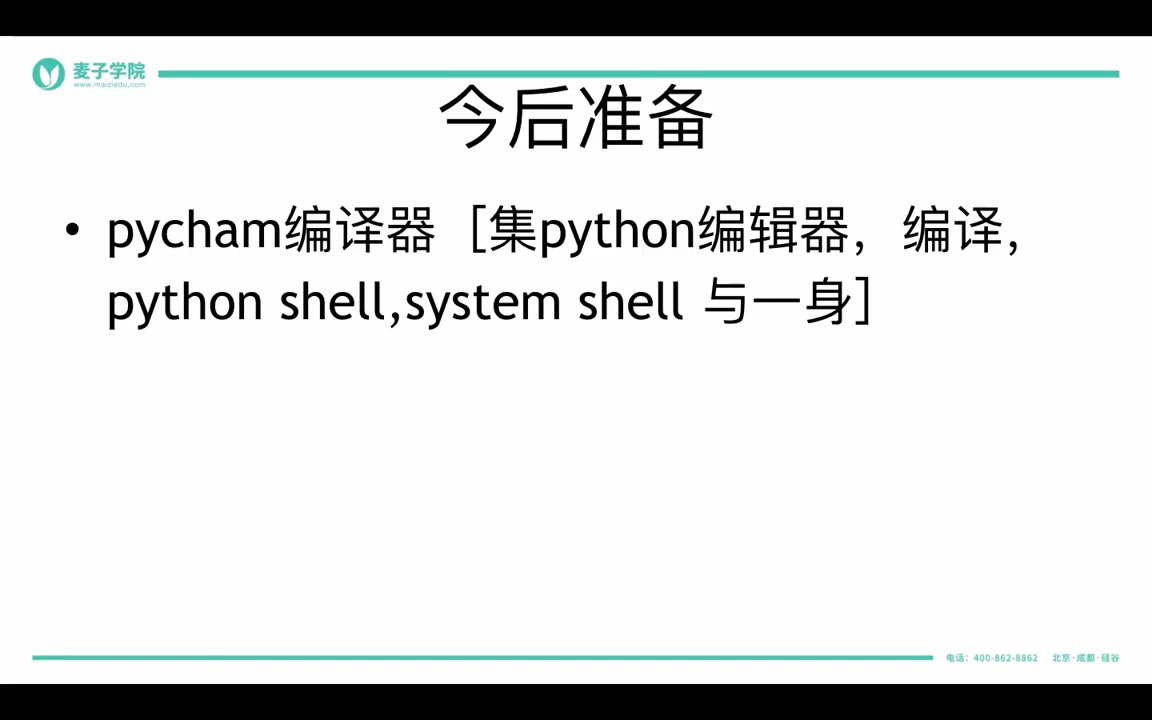 麦子学院
www.maiziedu.com
今后准备
• pycham编译器［集python编辑器，编译，
python shell,system shell 与一身］
电话：400-862-8862 北京·成都·硅谷